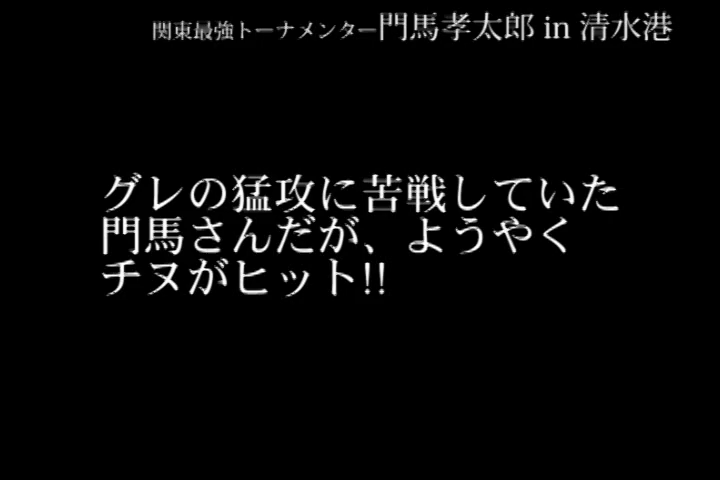 関東最強トーナメンター門馬孝太郎 in 清水港
グレの猛攻に苦戦していた
門馬さんだが、ようやく
チヌがヒット!!